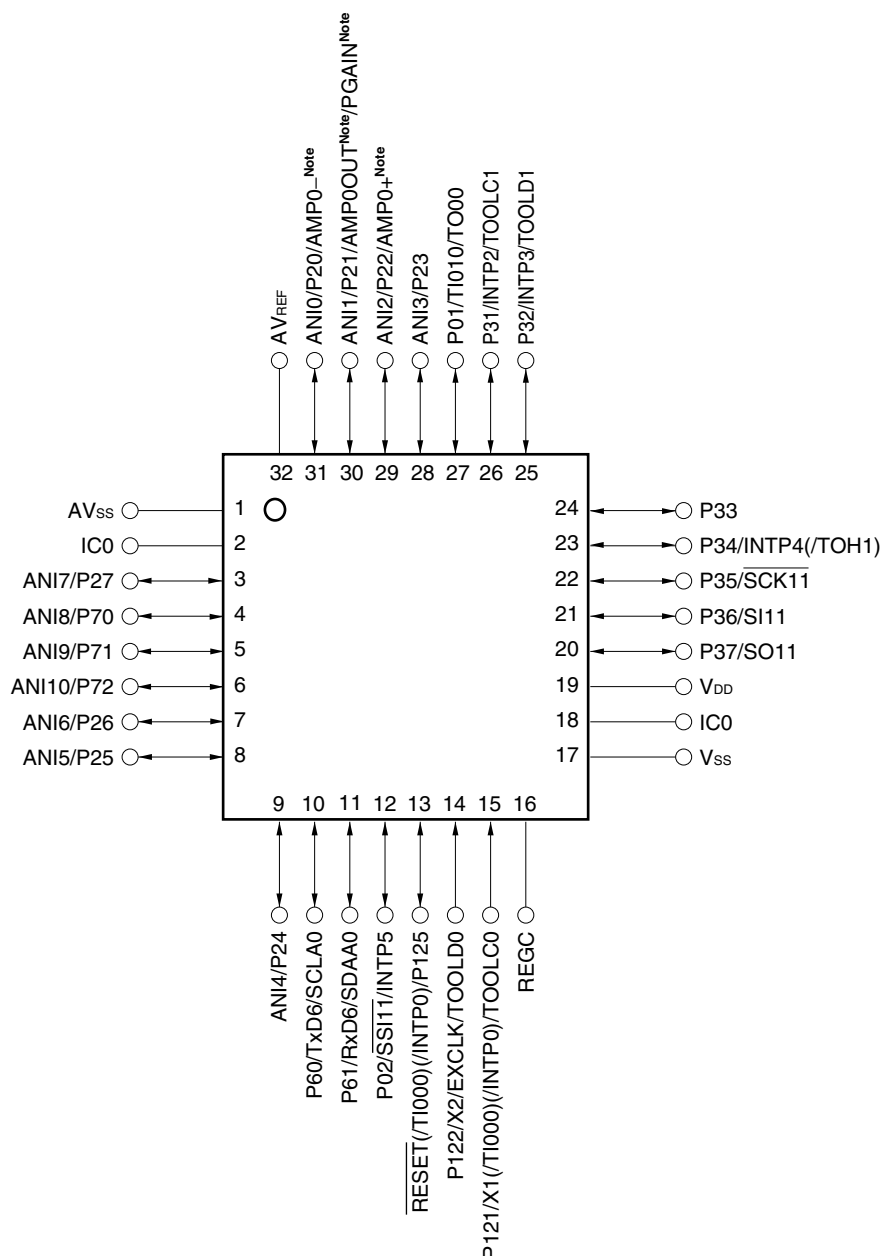 AVREF
ANI0/P20/AMP0–Note
ANI1/P21/AMP0OUTNote/PGAINNote
ANI2/P22/AMP0+Note
ANI3/P23
P01/TI010/TO00
P31/INTP2/TOOLC1
P32/INTP3/TOOLD1
32 31 30 29 28 27 26 25
AVSS 1
IC0 2
ANI7/P27 3
ANI8/P70 4
ANI9/P71 5
ANI10/P72 6
ANI6/P26 7
ANI5/P25 8
24 P33
23 P34/INTP4(/TOH1)
22 P35/SCK11
21 P36/SI11
20 P37/SO11
19 VDD
18 IC0
17 VSS
9 10 11 12 13 14 15 16
ANI4/P24
P60/TxD6/SCLA0
P61/RxD6/SDAA0
P02/SSI11/INTP5
RESET(/TI000)(/INTP0)/P125
P122/X2/EXCLK/TOOLD0
P121/X1(/TI000)(/INTP0)/TOOLC0
REGC